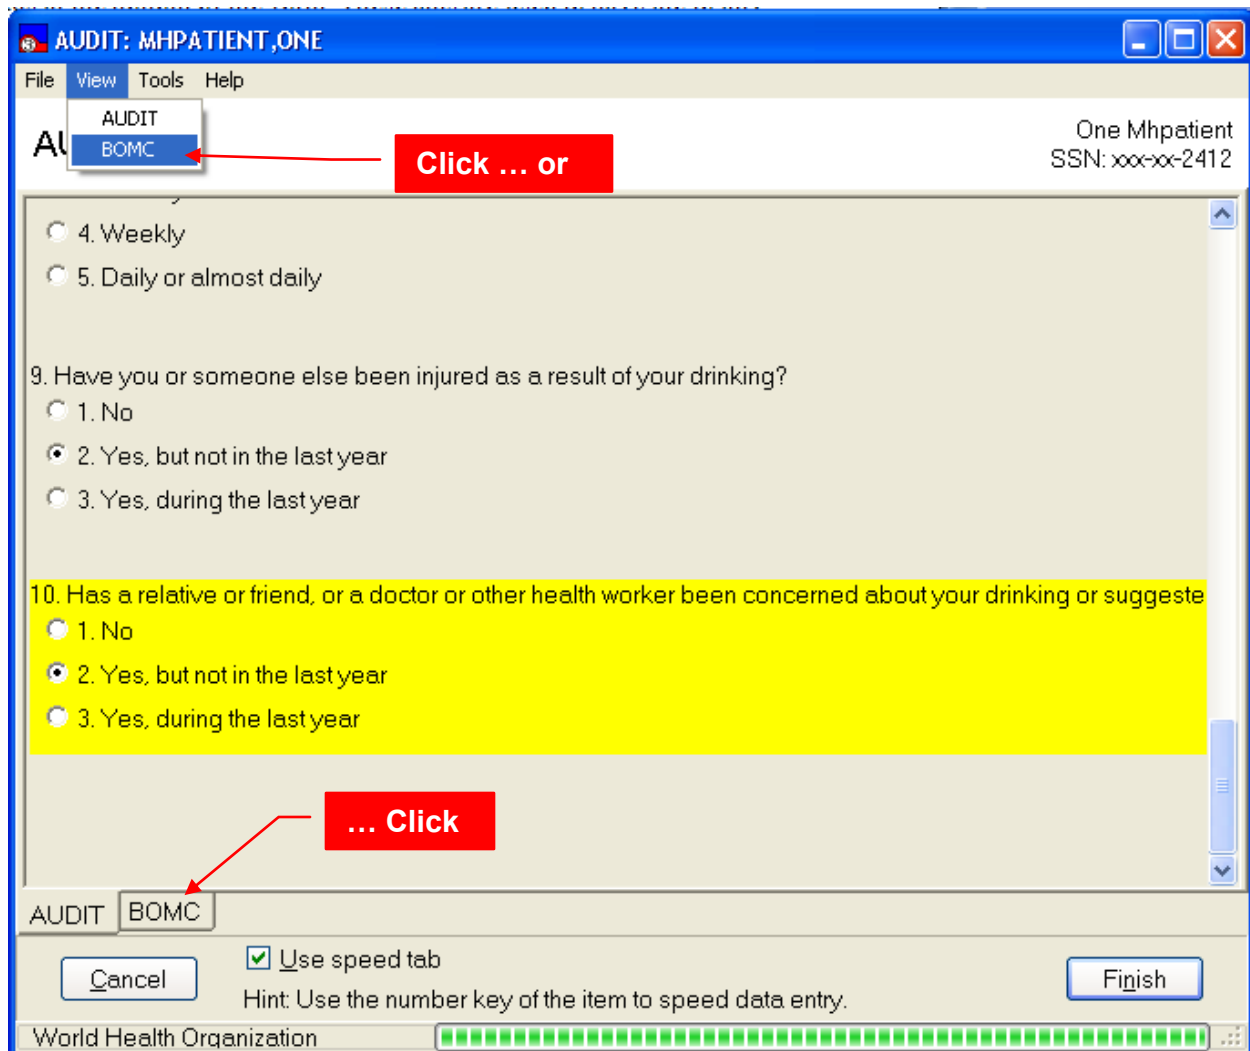 AUDIT: MHPATIENT,ONE
File View Tools Help
AUDIT
BOMC
One Mhpatient
SSN: xxx-xx-2412
Click … or
4. Weekly
5. Daily or almost daily
9. Have you or someone else been injured as a result of your drinking?
1. No
2. Yes, but not in the last year
3. Yes, during the last year
10. Has a relative or friend, or a doctor or other health worker been concerned about your drinking or suggeste
1. No
2. Yes, but not in the last year
3. Yes, during the last year
… Click
AUDIT BOMC
Cancel
Use speed tab
Hint: Use the number key of the item to speed data entry.
Finish
World Health Organization